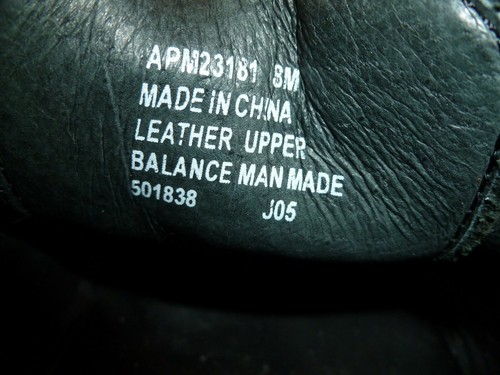 APM23181 8M
MADE IN CHINA
LEATHER UPPER
BALANCE MAN MADE
501838 J05